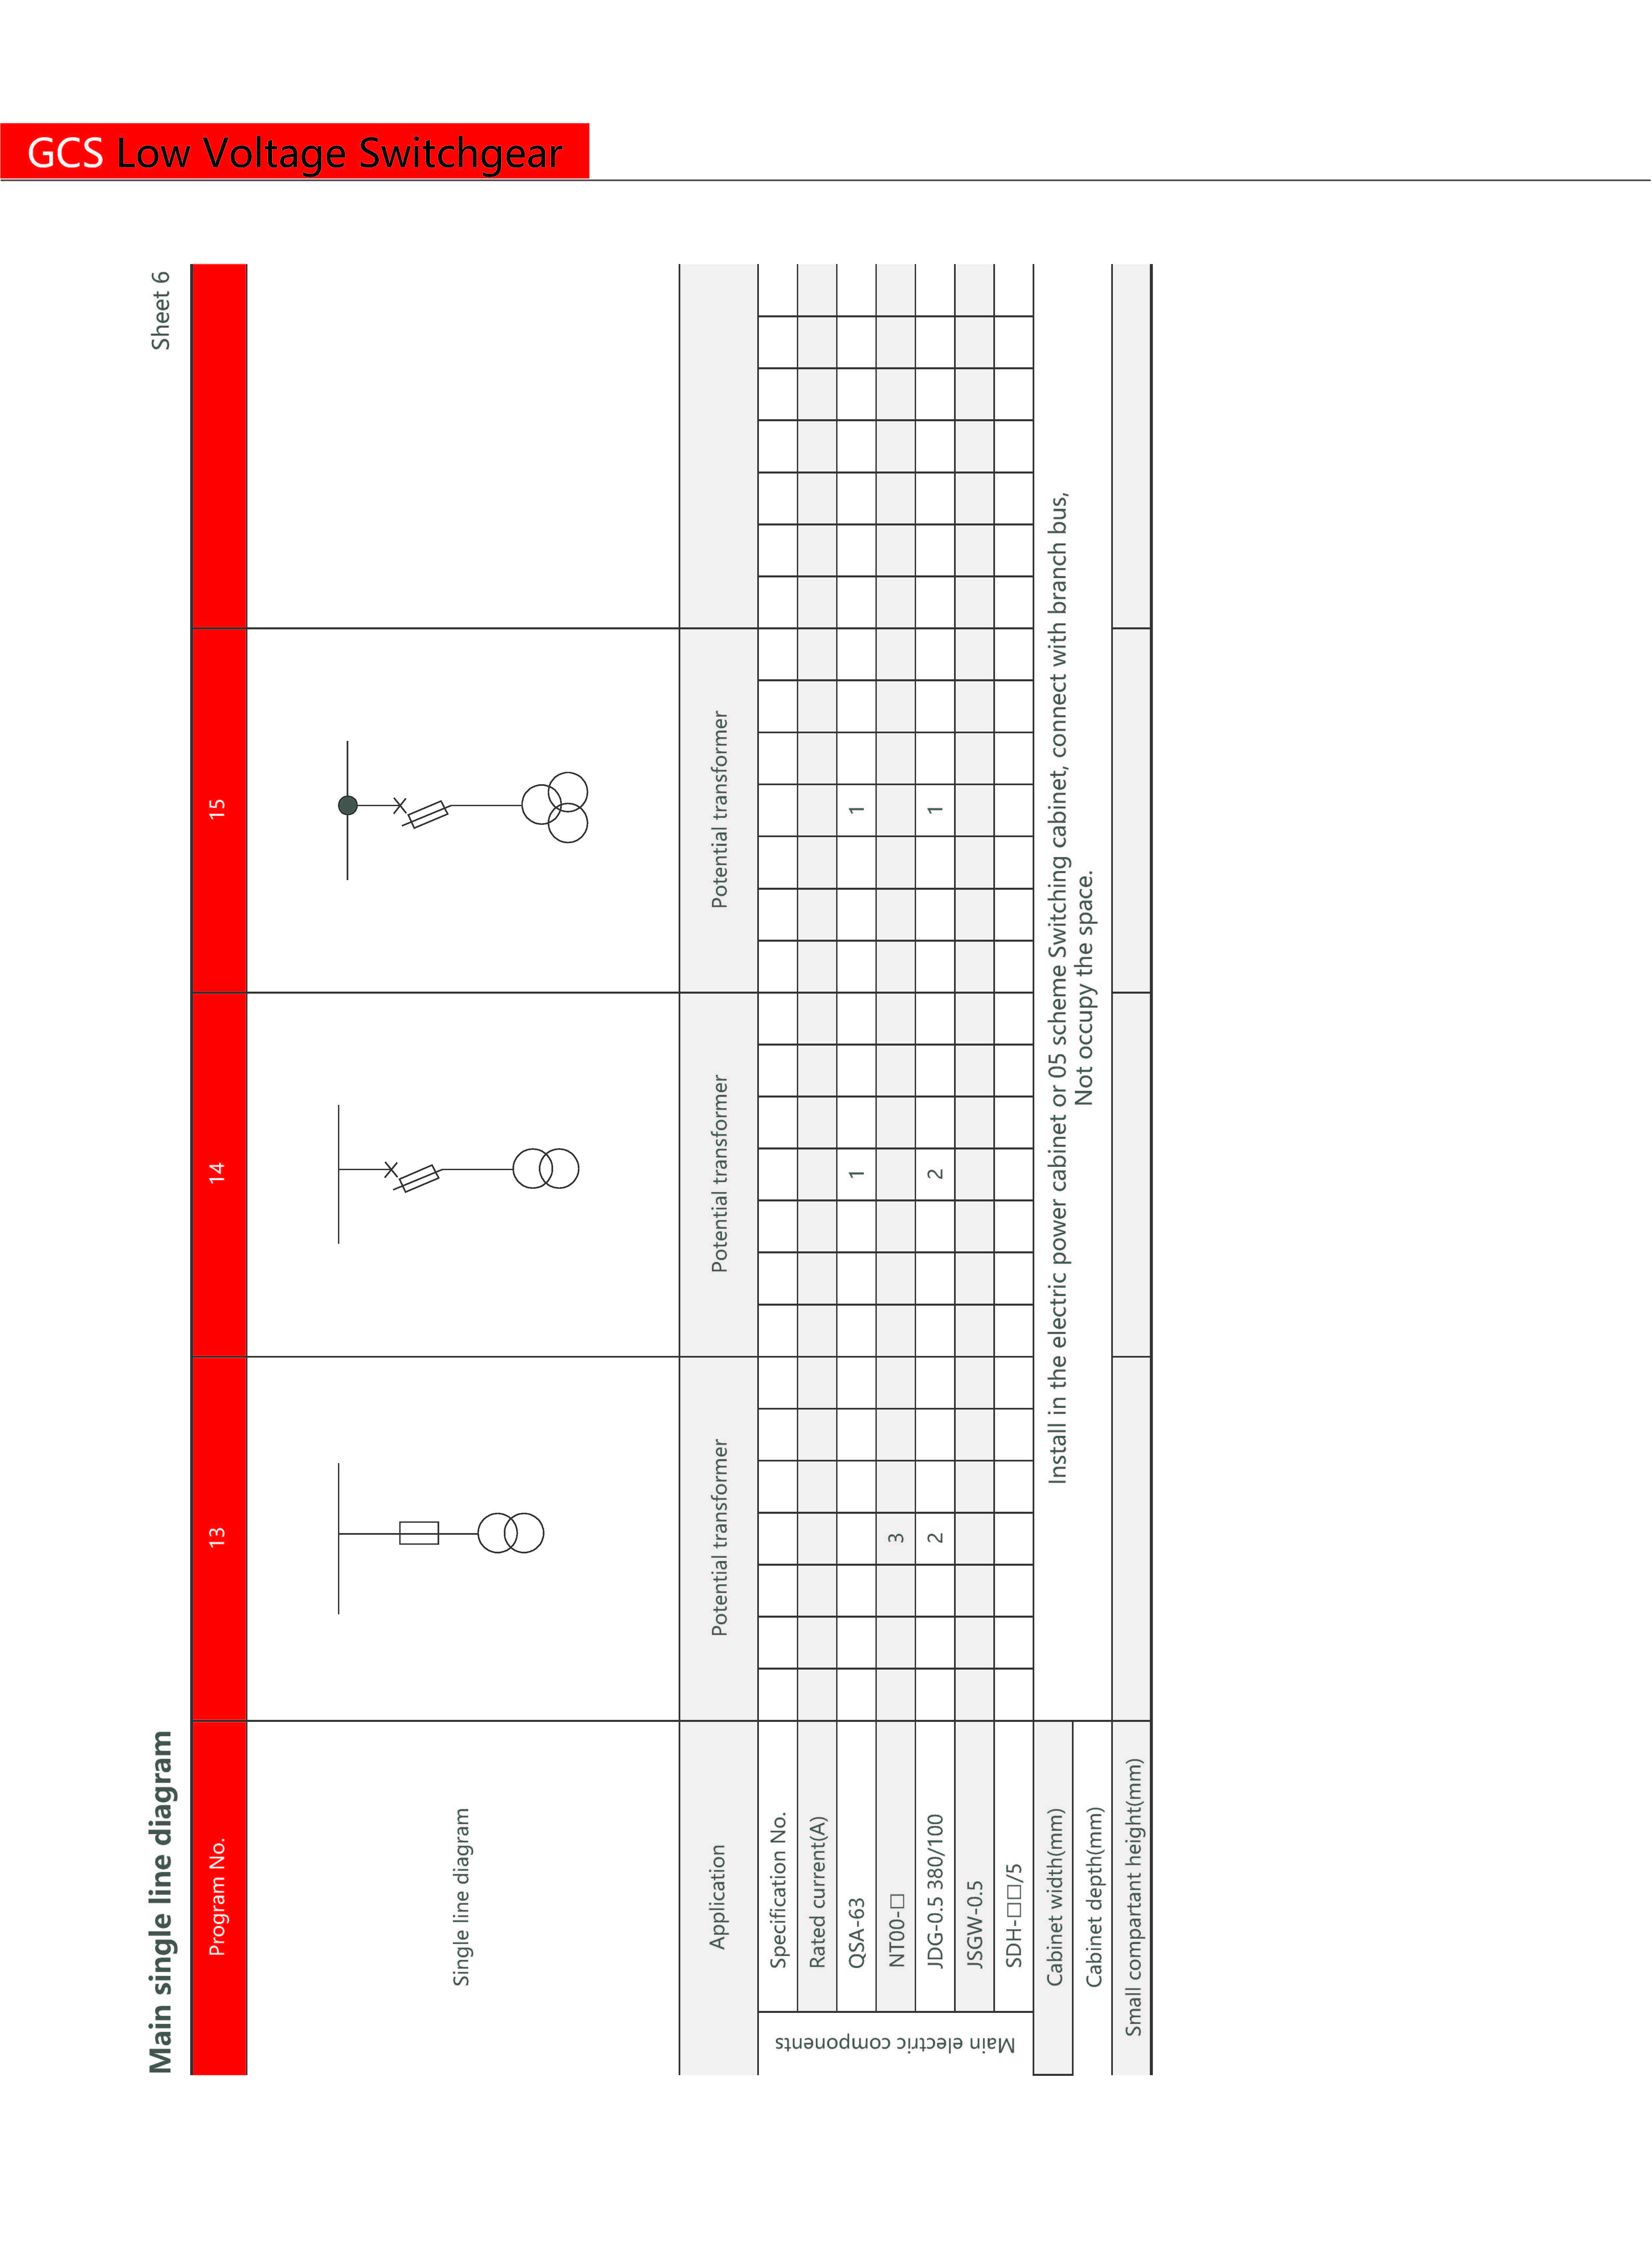 GCS Low Voltage Switchgear
Main single line diagram
Sheet 6
Program No. 13 14 15
Single line diagram
Application Potential transformer Potential transformer Potential transformer
Main electric components
Specification No.
Rated current(A)
QSA-63 1 1
NT00-□ 3
JDG-0.5 380/100 2 2 1
JSGW-0.5
SDH-□□/5
Cabinet width(mm)
Cabinet depth(mm)
Install in the electric power cabinet or 05 scheme Switching cabinet, connect with branch bus,
Not occupy the space.
Small compartant height(mm)